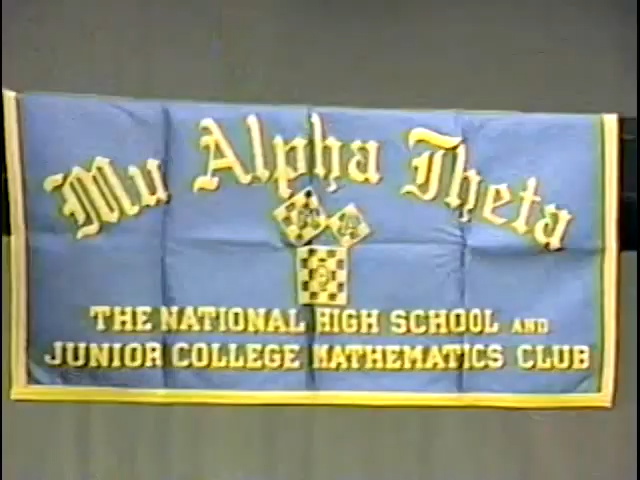 Mu Alpha Theta
THE NATIONAL HIGH SCHOOL AND
JUNIOR COLLEGE MATHEMATICS CLUB